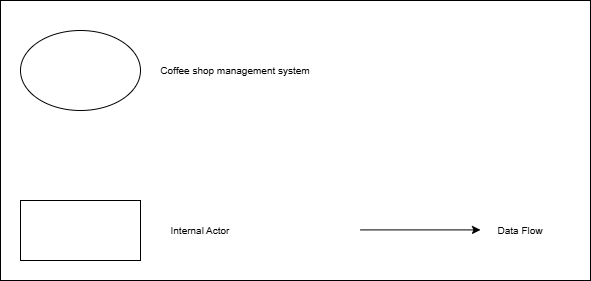 Coffee shop management system
Internal Actor
Data Flow